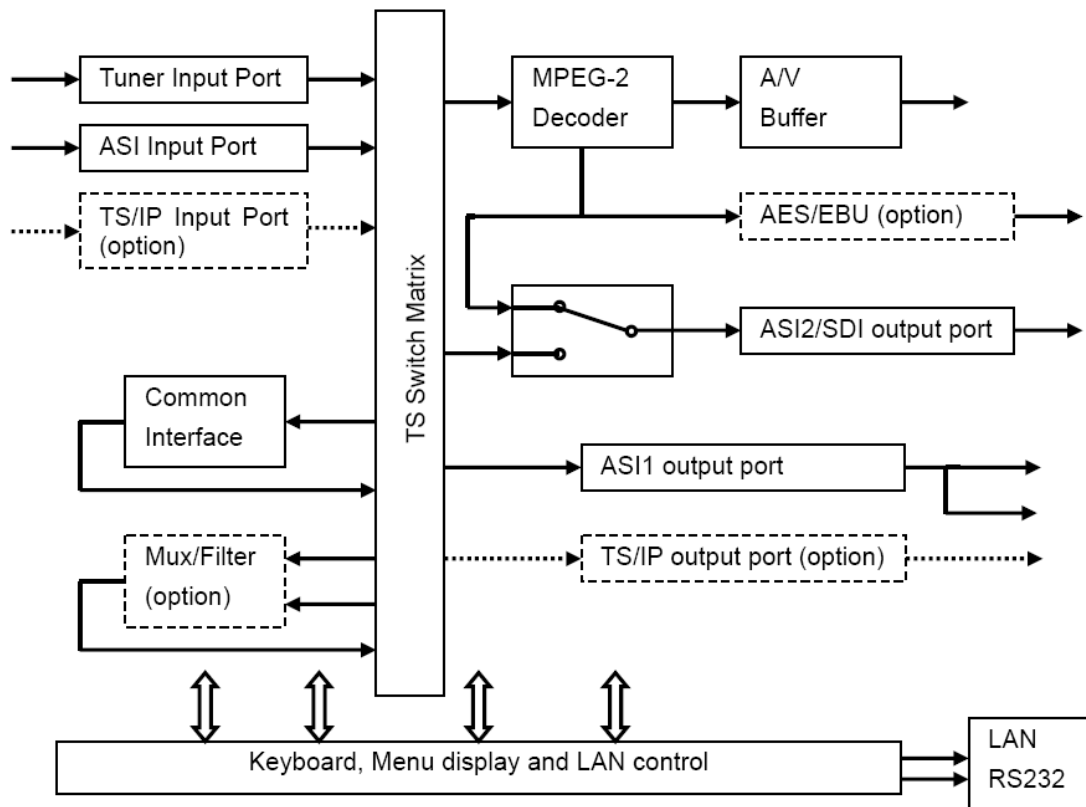 Tuner Input Port
ASI Input Port
TS/IP Input Port
(option)
Common
Interface
Mux/Filter
(option)
TS Switch Matrix
MPEG-2
Decoder
A/V
Buffer
AES/EBU (option)
ASI2/SDI output port
ASI1 output port
TS/IP output port (option)
Keyboard, Menu display and LAN control
LAN
RS232